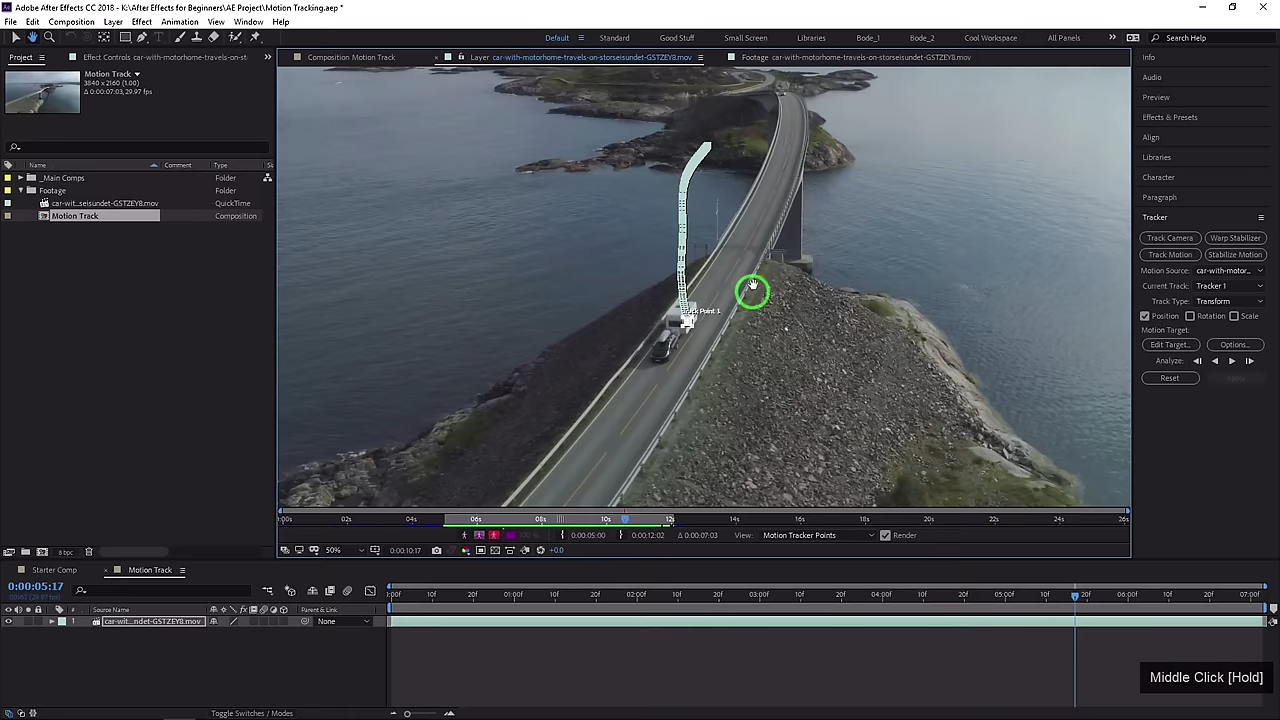 Adobe After Effects CC 2018 - K:\After Effects for Beginners\AE Project\Motion Tracking.aep *
File Edit Composition Layer Effect Animation View Window Help
Default Standard Good Stuff Small Screen Libraries Bode_1 Bode_2 Cool Workspace All Panels Search Help
Project Effect Controls car-with-motorhome-travels-on-st
Composition Motion Track
Layer car-with-motorhome-travels-on-storseisundet-GSTZEY8.mov
Footage car-with-motorhome-travels-on-storseisundet-GSTZEY8.mov
Motion Track
3840 x 2160 (1.00)
Δ 0:00:07:03, 29.97 fps
Name Comment Type
_Main Comps Folder
Footage Folder
car-wit...seisundet-GSTZEY8.mov QuickTime
Motion Track Composition
8 bpc
Track Point 1
Info
Audio
Preview
Effects & Presets
Align
Libraries
Character
Paragraph
Tracker
Track Camera Warp Stabilizer
Track Motion Stabilize Motion
Motion Source: car-with-motor...
Current Track: Tracker 1
Track Type: Transform
Position Rotation Scale
Motion Target:
Edit Target... Options...
Analyze:
Reset Apply
:00s 02s 04s 06s 08s 10s 12s 14s 16s 18s 20s 22s 24s 26s
100 % 0:00:05:00 0:00:12:02 Δ 0:00:07:03 View: Motion Tracker Points Render
50% 0:00:10:17 +0.0
Starter Comp Motion Track
0:00:05:17
Source Name Parent & Link
1 car-wit...ndet-GSTZEY8.mov None
):00f 10f 20f 01:00f 10f 20f 02:00f 10f 20f 03:00f 10f 20f 04:00f 10f 20f 05:00f 10f 20f 06:00f 10f 20f 07:00
Middle Click [Hold]
Toggle Switches / Modes